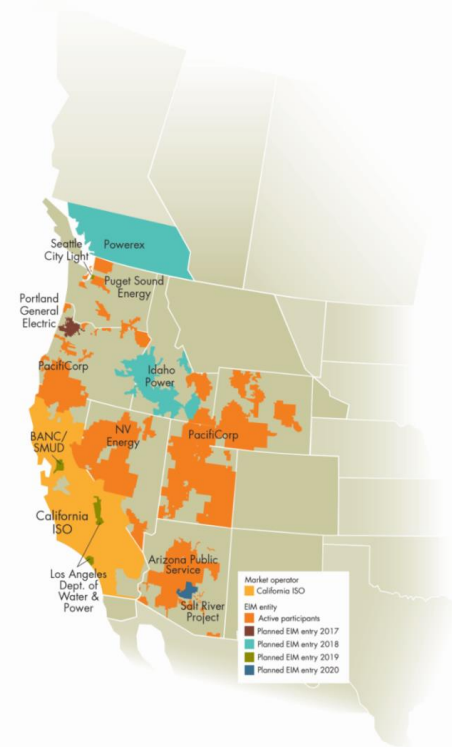 Seattle
City Light
Powerex
Puget Sound
Energy
Portland
General
Electric
PacifiCorp
Idaho
Power
BANC/
SMUD
NV
Energy
PacifiCorp
California
ISO
Arizona Public
Service
Los Angeles
Dept. of
Water &
Power
Salt River
Project
Market operator
California ISO
EIM entity
Active participants
Planned EIM entry 2017
Planned EIM entry 2018
Planned EIM entry 2019
Planned EIM entry 2020